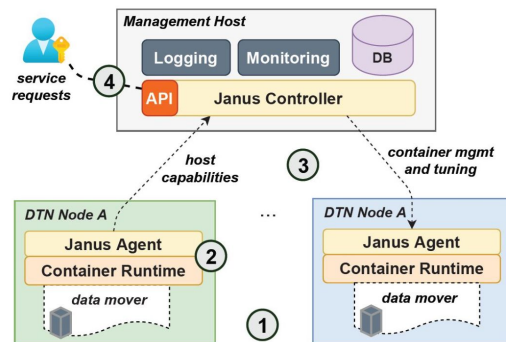 Management Host
Logging
Monitoring
DB
service
requests
4
API
Janus Controller
host
capabilities
3
container mgmt
and tuning
DTN Node A
...
DTN Node A
Janus Agent
Container Runtime
2
data mover
Janus Agent
Container Runtime
data mover
1